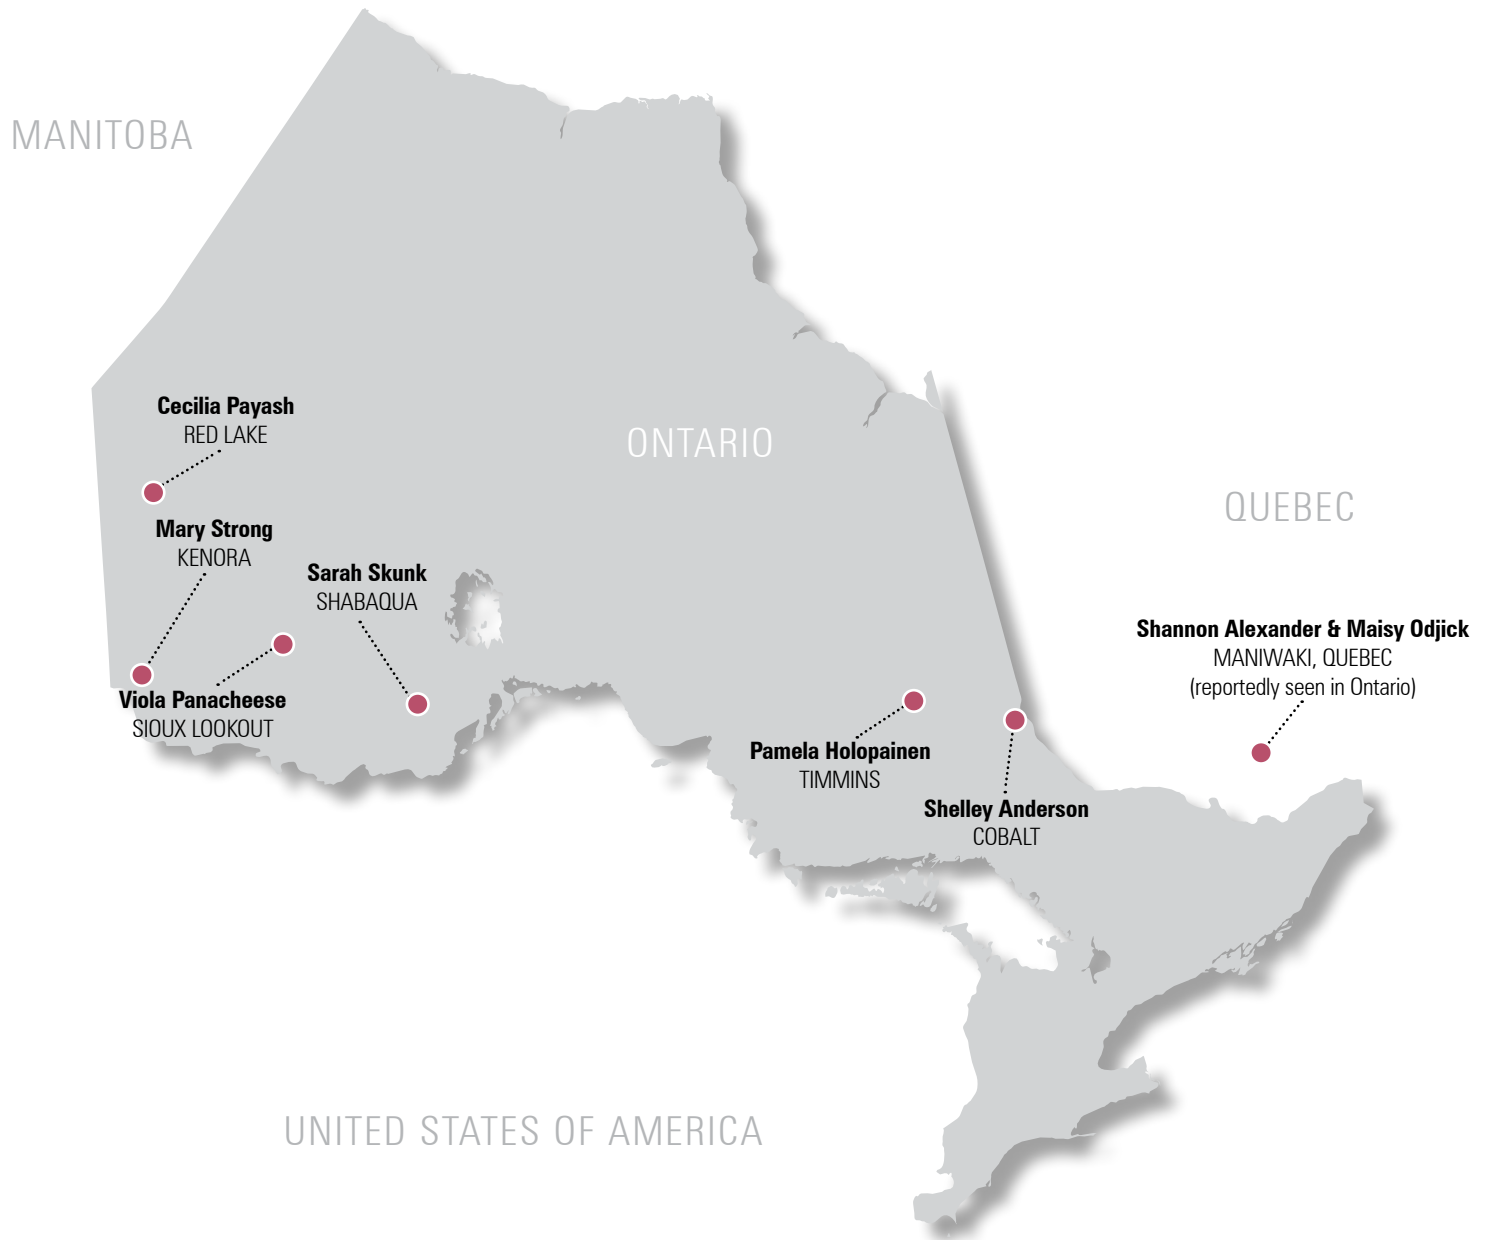 MANITOBA
Cecilia Payash
RED LAKE
ONTARIO
QUEBEC
Mary Strong
KENORA
Sarah Skunk
SHABAQUA
Shannon Alexander & Maisy Odjick
MANIWAKI, QUEBEC
(reportedly seen in Ontario)
Viola Panacheese
SIOUX LOOKOUT
Pamela Holopainen
TIMMINS
Shelley Anderson
COBALT
UNITED STATES OF AMERICA